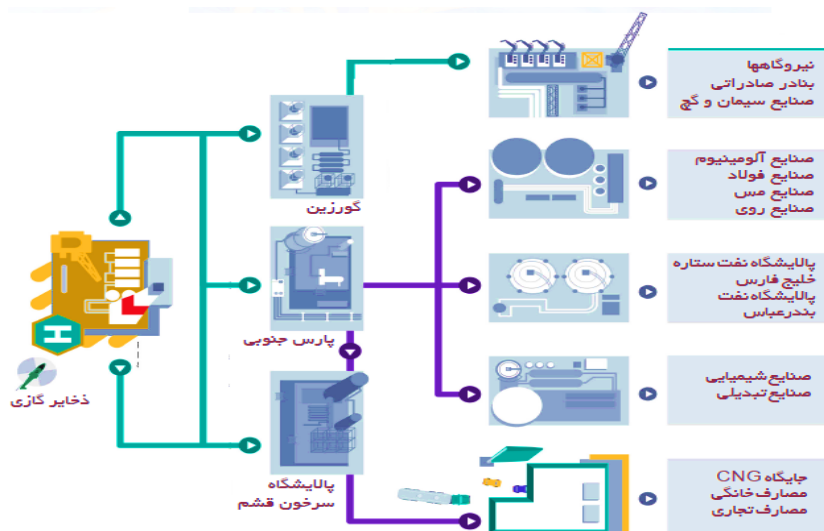 نیروگاهها
بنادر صادراتی
صنایع سیمان و گچ
صنایع آلومینیوم
صنایع فولاد
صنایع مس
صنایع روی
گورزین
پالایشگاه نفت ستاره
خلیج فارس
پالایشگاه نفت
بندرعباس
پارس جنوبی
صنایع شیمیایی
صنایع تبدیلی
ذخایر گازی
پالایشگاه
سرخون قشم
جایگاه CNG
مصارف خانگی
مصارف تجاری
H